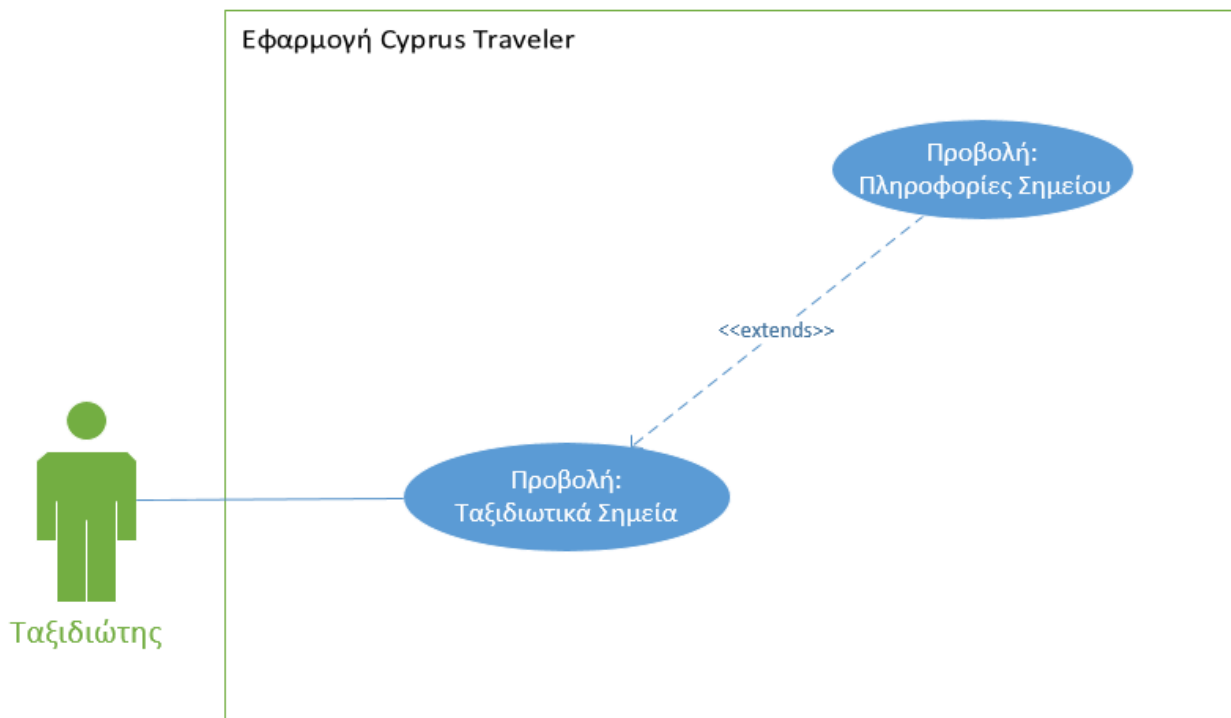 Εφαρμογή Cyprus Traveler
Προβολή:
Πληροφορίες Σημείου
<<extends>>
Προβολή:
Ταξιδιωτικά Σημεία
Ταξιδιώτης